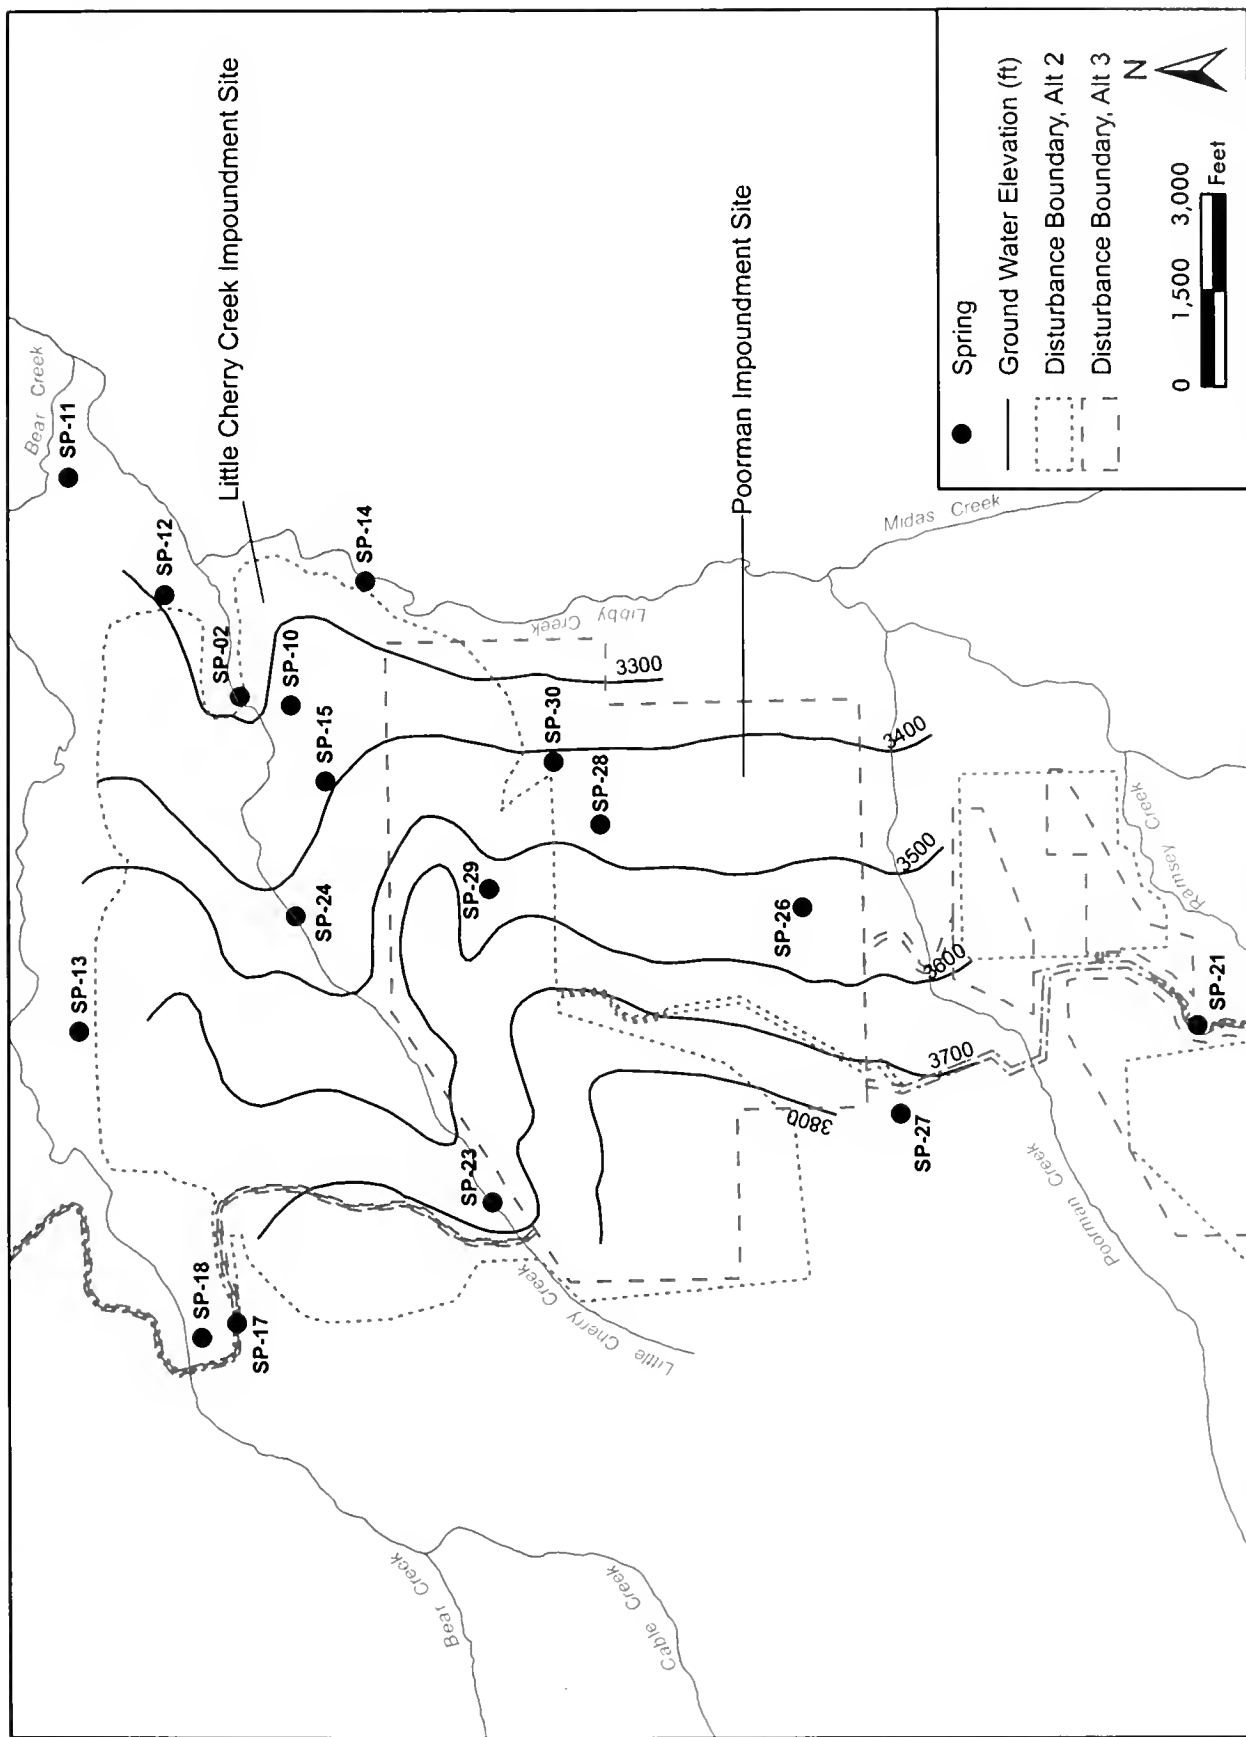 Bear Creek
SP-11
SP-12
Little Cherry Creek Impoundment Site
SP-14
SP-02
SP-10
SP-15
SP-13
SP-24
SP-18
SP-17
SP-23
SP-29
SP-30
SP-28
SP-26
SP-27
SP-21
Libby Creek
Poorman Impoundment Site
Midas Creek
3300
3400
3500
3600
3700
3800
Ramsey Creek
Poorman Creek
Little Cherry Creek
Bear Creek
Cable Creek
Spring
Ground Water Elevation (ft)
Disturbance Boundary, Alt 2
Disturbance Boundary, Alt 3
N
0 1,500 3,000
Feet